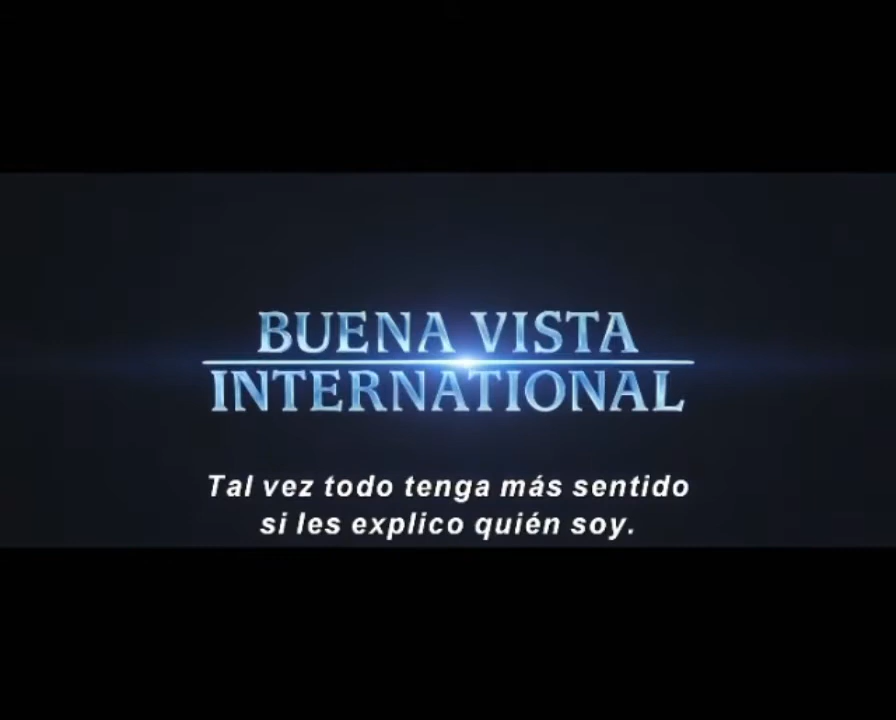 BUENA VISTA
INTERNATIONAL
Tal vez todo tenga más sentido
si les explico quién soy.